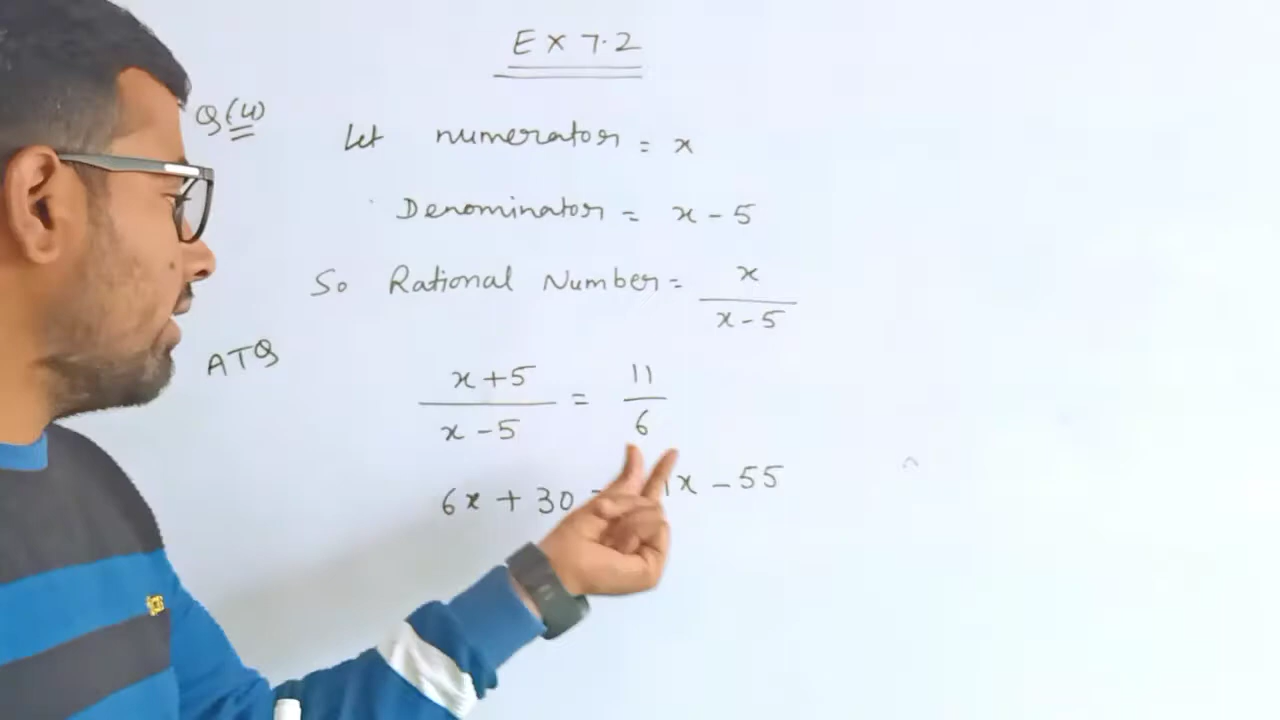 Ex 7.2
Q(4)
Let numerator = x
Denominator = x - 5
So Rational Number = x / x - 5
ATQ
x + 5 / x - 5 = 11 / 6
6x + 30 = x - 55